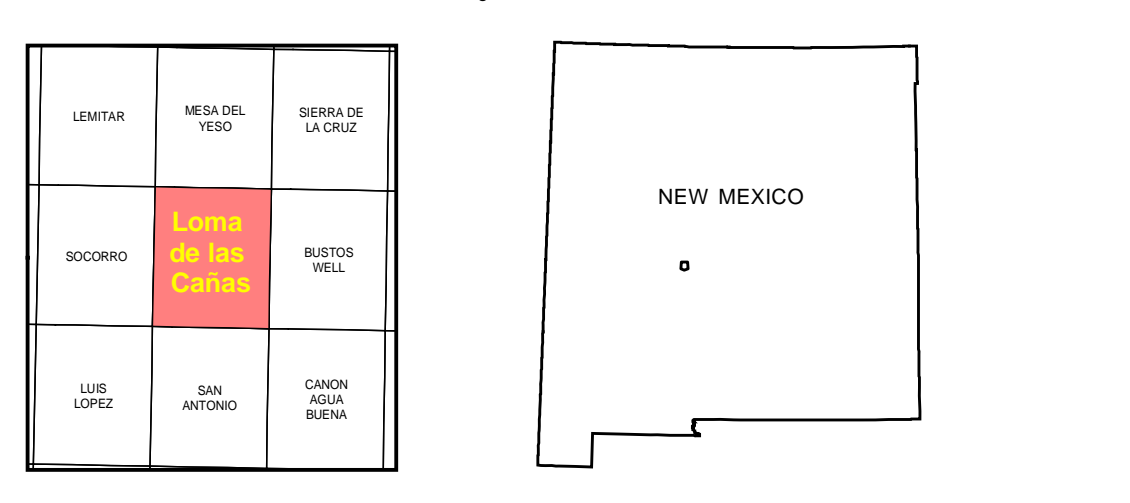 LEMITAR
MESA DEL
YESO
SIERRA DE
LA CRUZ
SOCORRO
Loma
de las
Cañas
BUSTOS
WELL
LUIS
LOPEZ
SAN
ANTONIO
CANON
AGUA
BUENA
NEW MEXICO